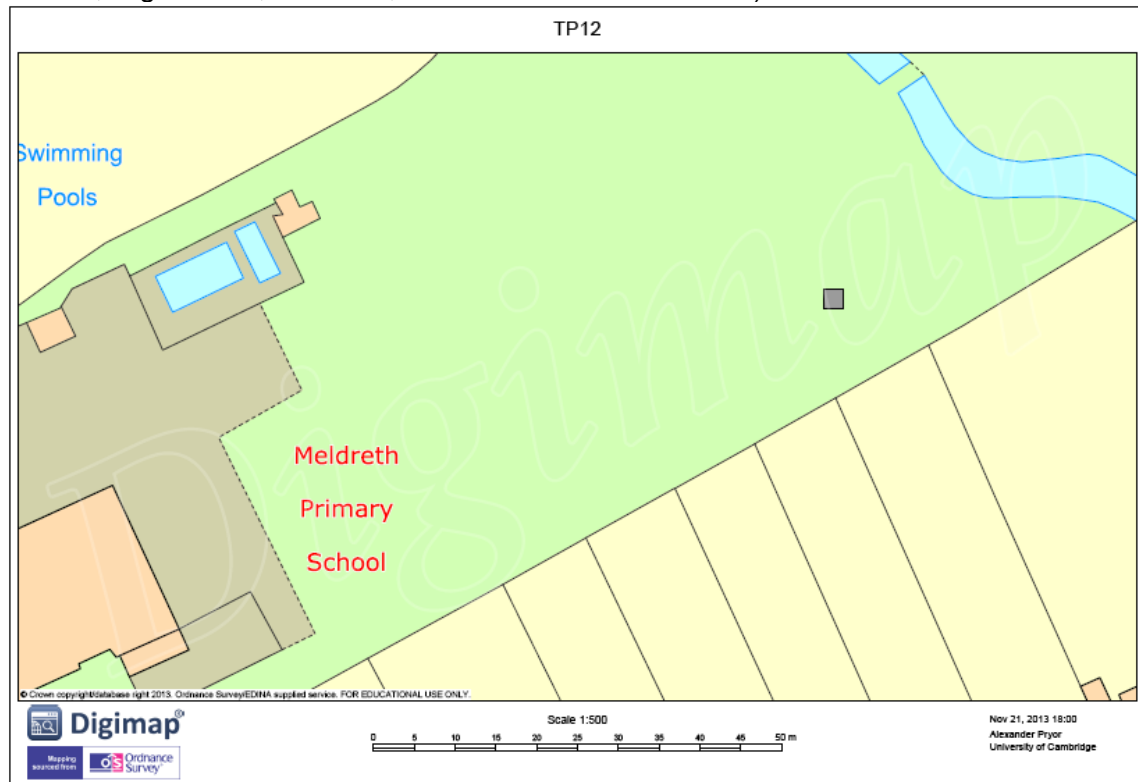 TP12
Swimming
Pools
Meldreth
Primary
School
Digimap
© Crown copyright/database right 2013. Ordnance Survey/EDINA supplied service. FOR EDUCATIONAL USE ONLY.
Digimap®
Mapping
sourced from
OS Ordnance
Survey®
Scale 1:500
0 5 10 15 20 25 30 35 40 45 50 m
Nov 21, 2013 18:00
Alexander Pryor
University of Cambridge